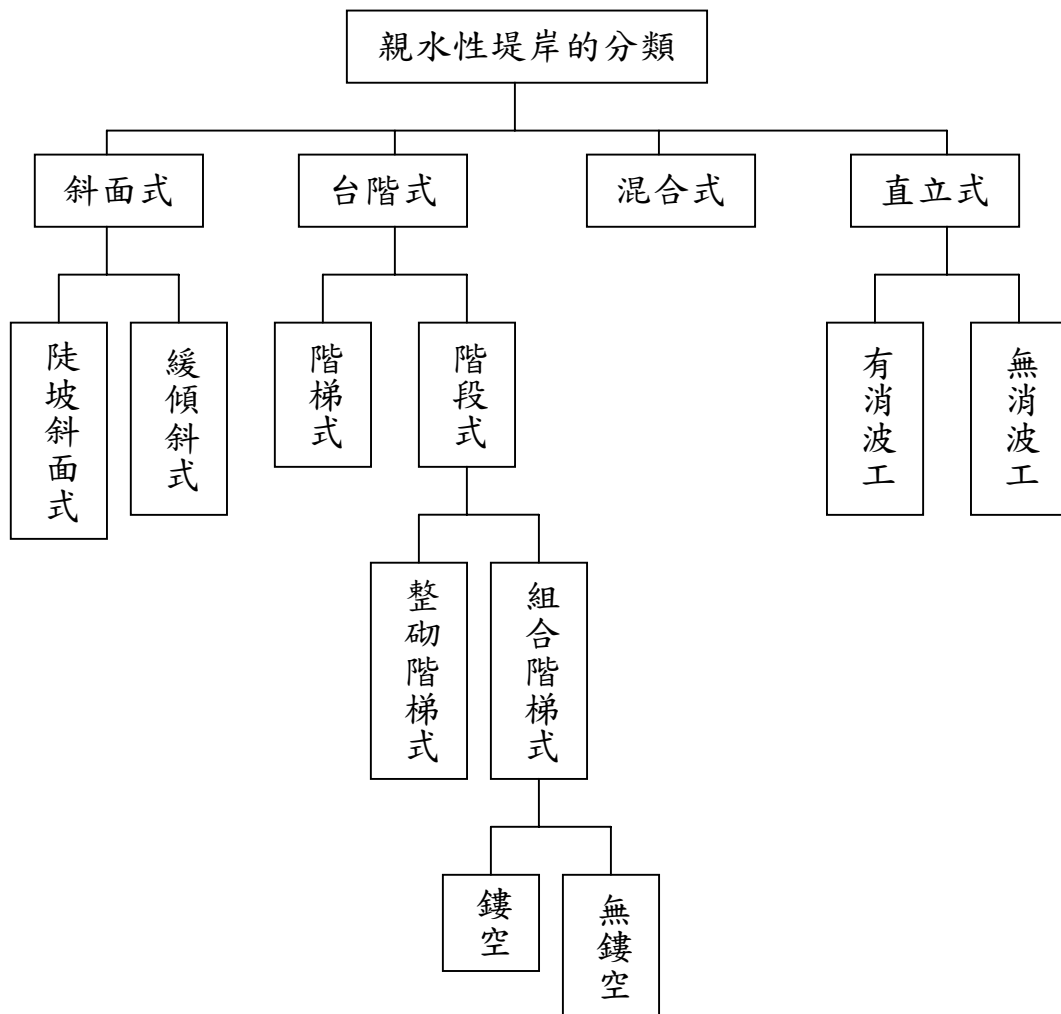 親水性堤岸的分類
斜面式
台階式
混合式
直立式
陡坡斜面式
緩傾斜式
階梯式
階段式
有消波工
無消波工
整砌階梯式
組合階梯式
鏤空
無鏤空